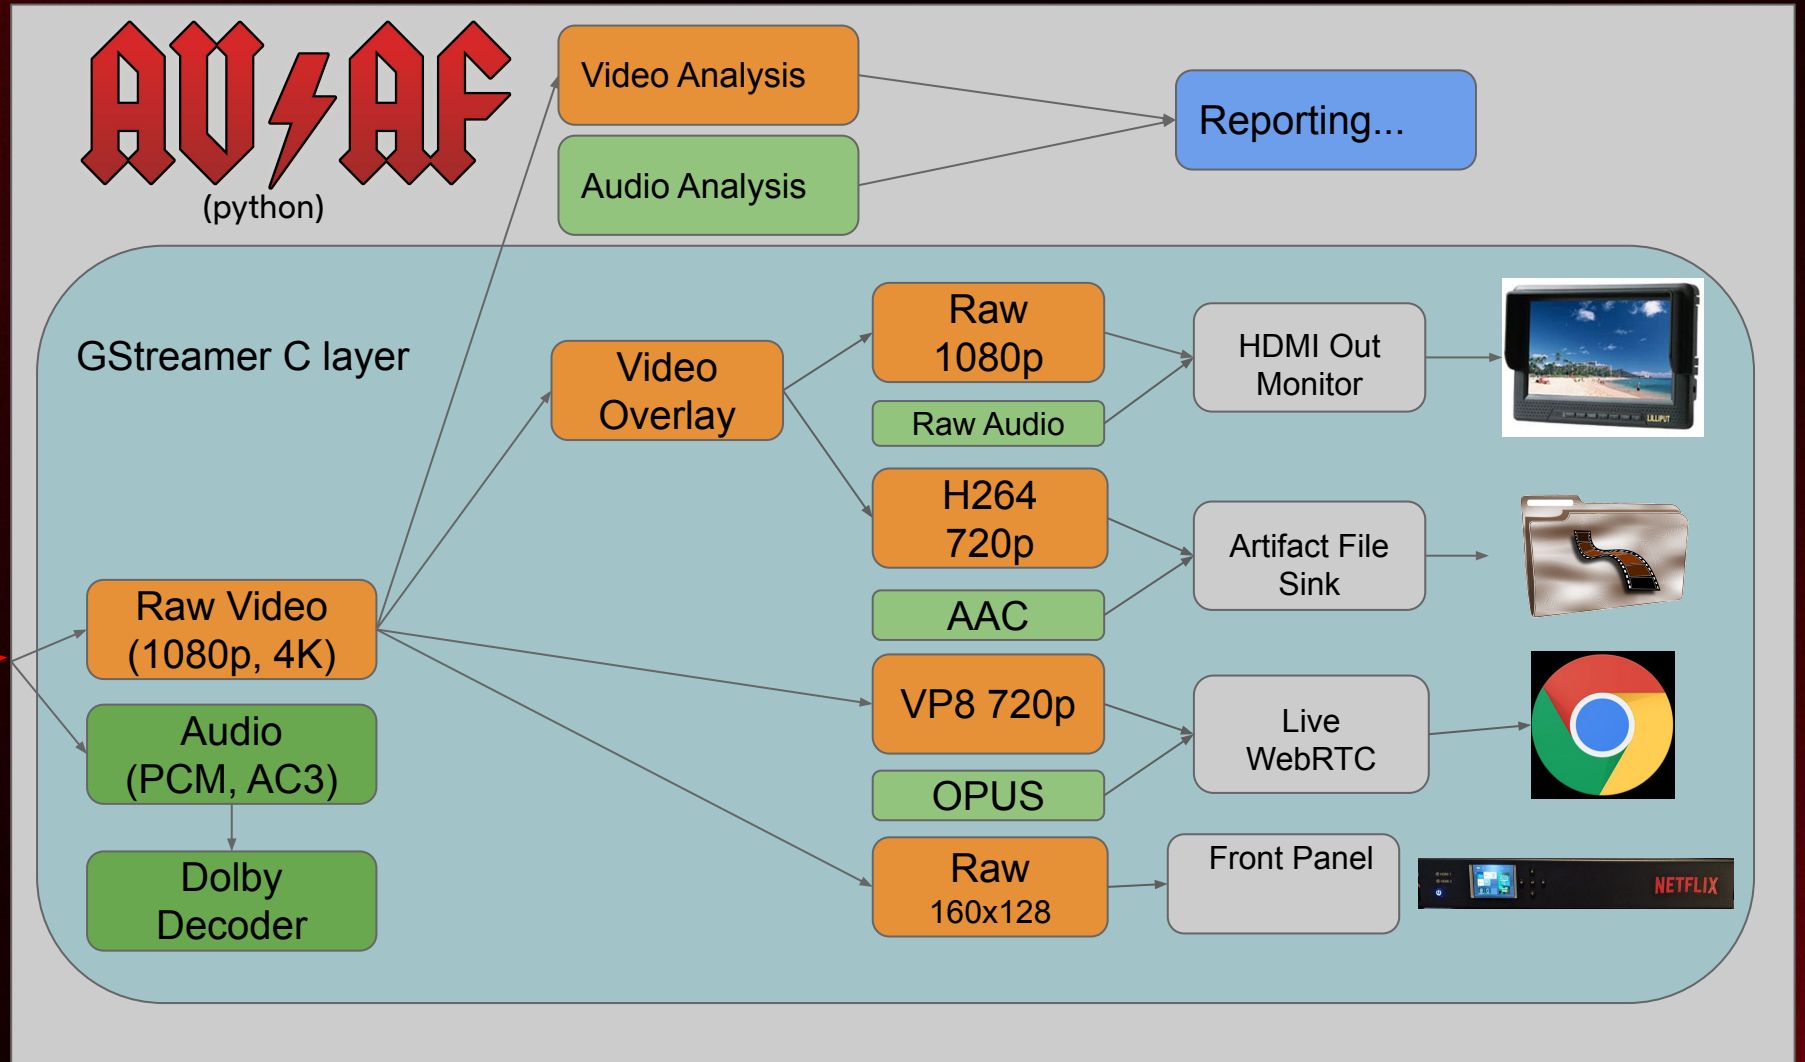 AV⚡AF
(python)
Video Analysis
Audio Analysis
Reporting...
GStreamer C layer
Video
Overlay
Raw
1080p
Raw Audio
HDMI Out
Monitor
LILLIPUT
H264
720p
AAC
Artifact File
Sink
Raw Video
(1080p, 4K)
Audio
(PCM, AC3)
Dolby
Decoder
VP8 720p
OPUS
Live
WebRTC
Raw
160x128
Front Panel
NETFLIX